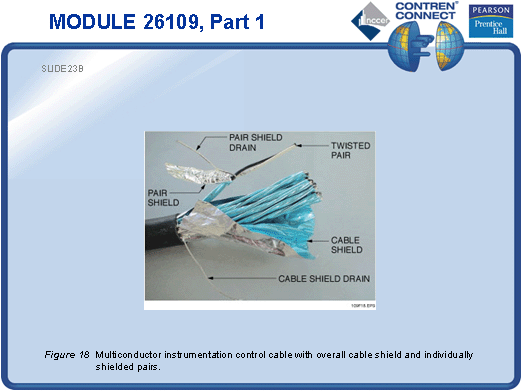 MODULE 26109, Part 1
nccer
CONTREN®
CONNECT
PEARSON
Prentice
Hall
SLIDE 23B
PAIR SHIELD
DRAIN
TWISTED
PAIR
PAIR
SHIELD
CABLE
SHIELD
CABLE SHIELD DRAIN
109F18.EPS
Figure 18 Multiconductor instrumentation control cable with overall cable shield and individually
shielded pairs.